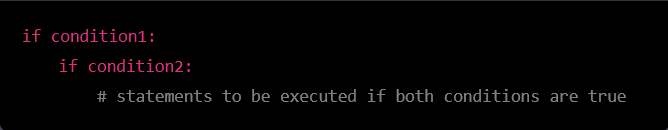 if condition1:
    if condition2:
        # statements to be executed if both conditions are true